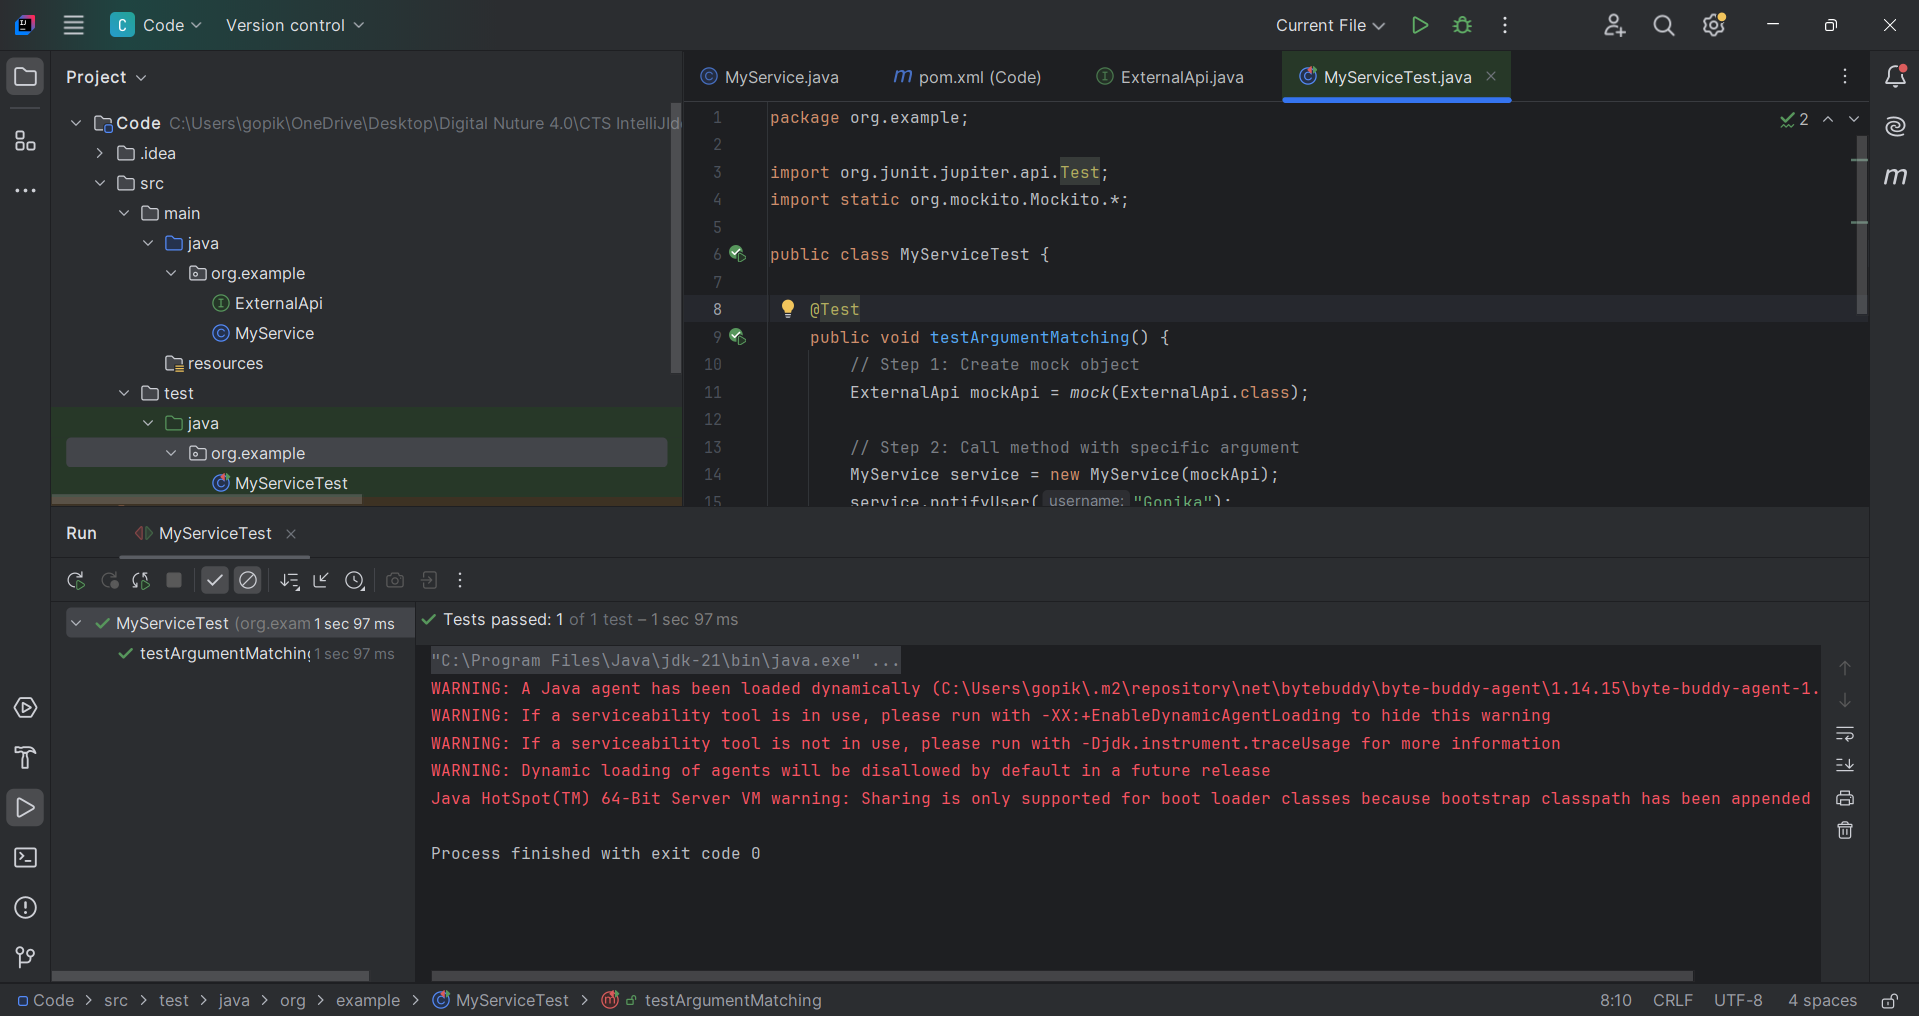 C Code Version control Current File
Project
Code C:\Users\gopik\OneDrive\Desktop\Digital Nuture 4.0\CTS IntelliJIde
.idea
src
main
java
org.example
ExternalApi
MyService
resources
test
java
org.example
MyServiceTest
MyService.java pom.xml (Code) ExternalApi.java MyServiceTest.java
2
1 package org.example;
2
3 import org.junit.jupiter.api.Test;
4 import static org.mockito.Mockito.*;
5
6 public class MyServiceTest {
7
8 @Test
9 public void testArgumentMatching() {
10 // Step 1: Create mock object
11 ExternalApi mockApi = mock(ExternalApi.class);
12
13 // Step 2: Call method with specific argument
14 MyService service = new MyService(mockApi);
15 service.notifyUser( username: "Gopika");
Run MyServiceTest
MyServiceTest (org.exam 1 sec 97 ms
testArgumentMatching 1 sec 97 ms
Tests passed: 1 of 1 test – 1 sec 97 ms
"C:\Program Files\Java\jdk-21\bin\java.exe" ...
WARNING: A Java agent has been loaded dynamically (C:\Users\gopik\.m2\repository\net\bytebuddy\byte-buddy-agent\1.14.15\byte-buddy-agent-1.
WARNING: If a serviceability tool is in use, please run with -XX:+EnableDynamicAgentLoading to hide this warning
WARNING: If a serviceability tool is not in use, please run with -Djdk.instrument.traceUsage for more information
WARNING: Dynamic loading of agents will be disallowed by default in a future release
Java HotSpot(TM) 64-Bit Server VM warning: Sharing is only supported for boot loader classes because bootstrap classpath has been appended
Process finished with exit code 0
Code > src > test > java > org > example > MyServiceTest > testArgumentMatching 8:10 CRLF UTF-8 4 spaces